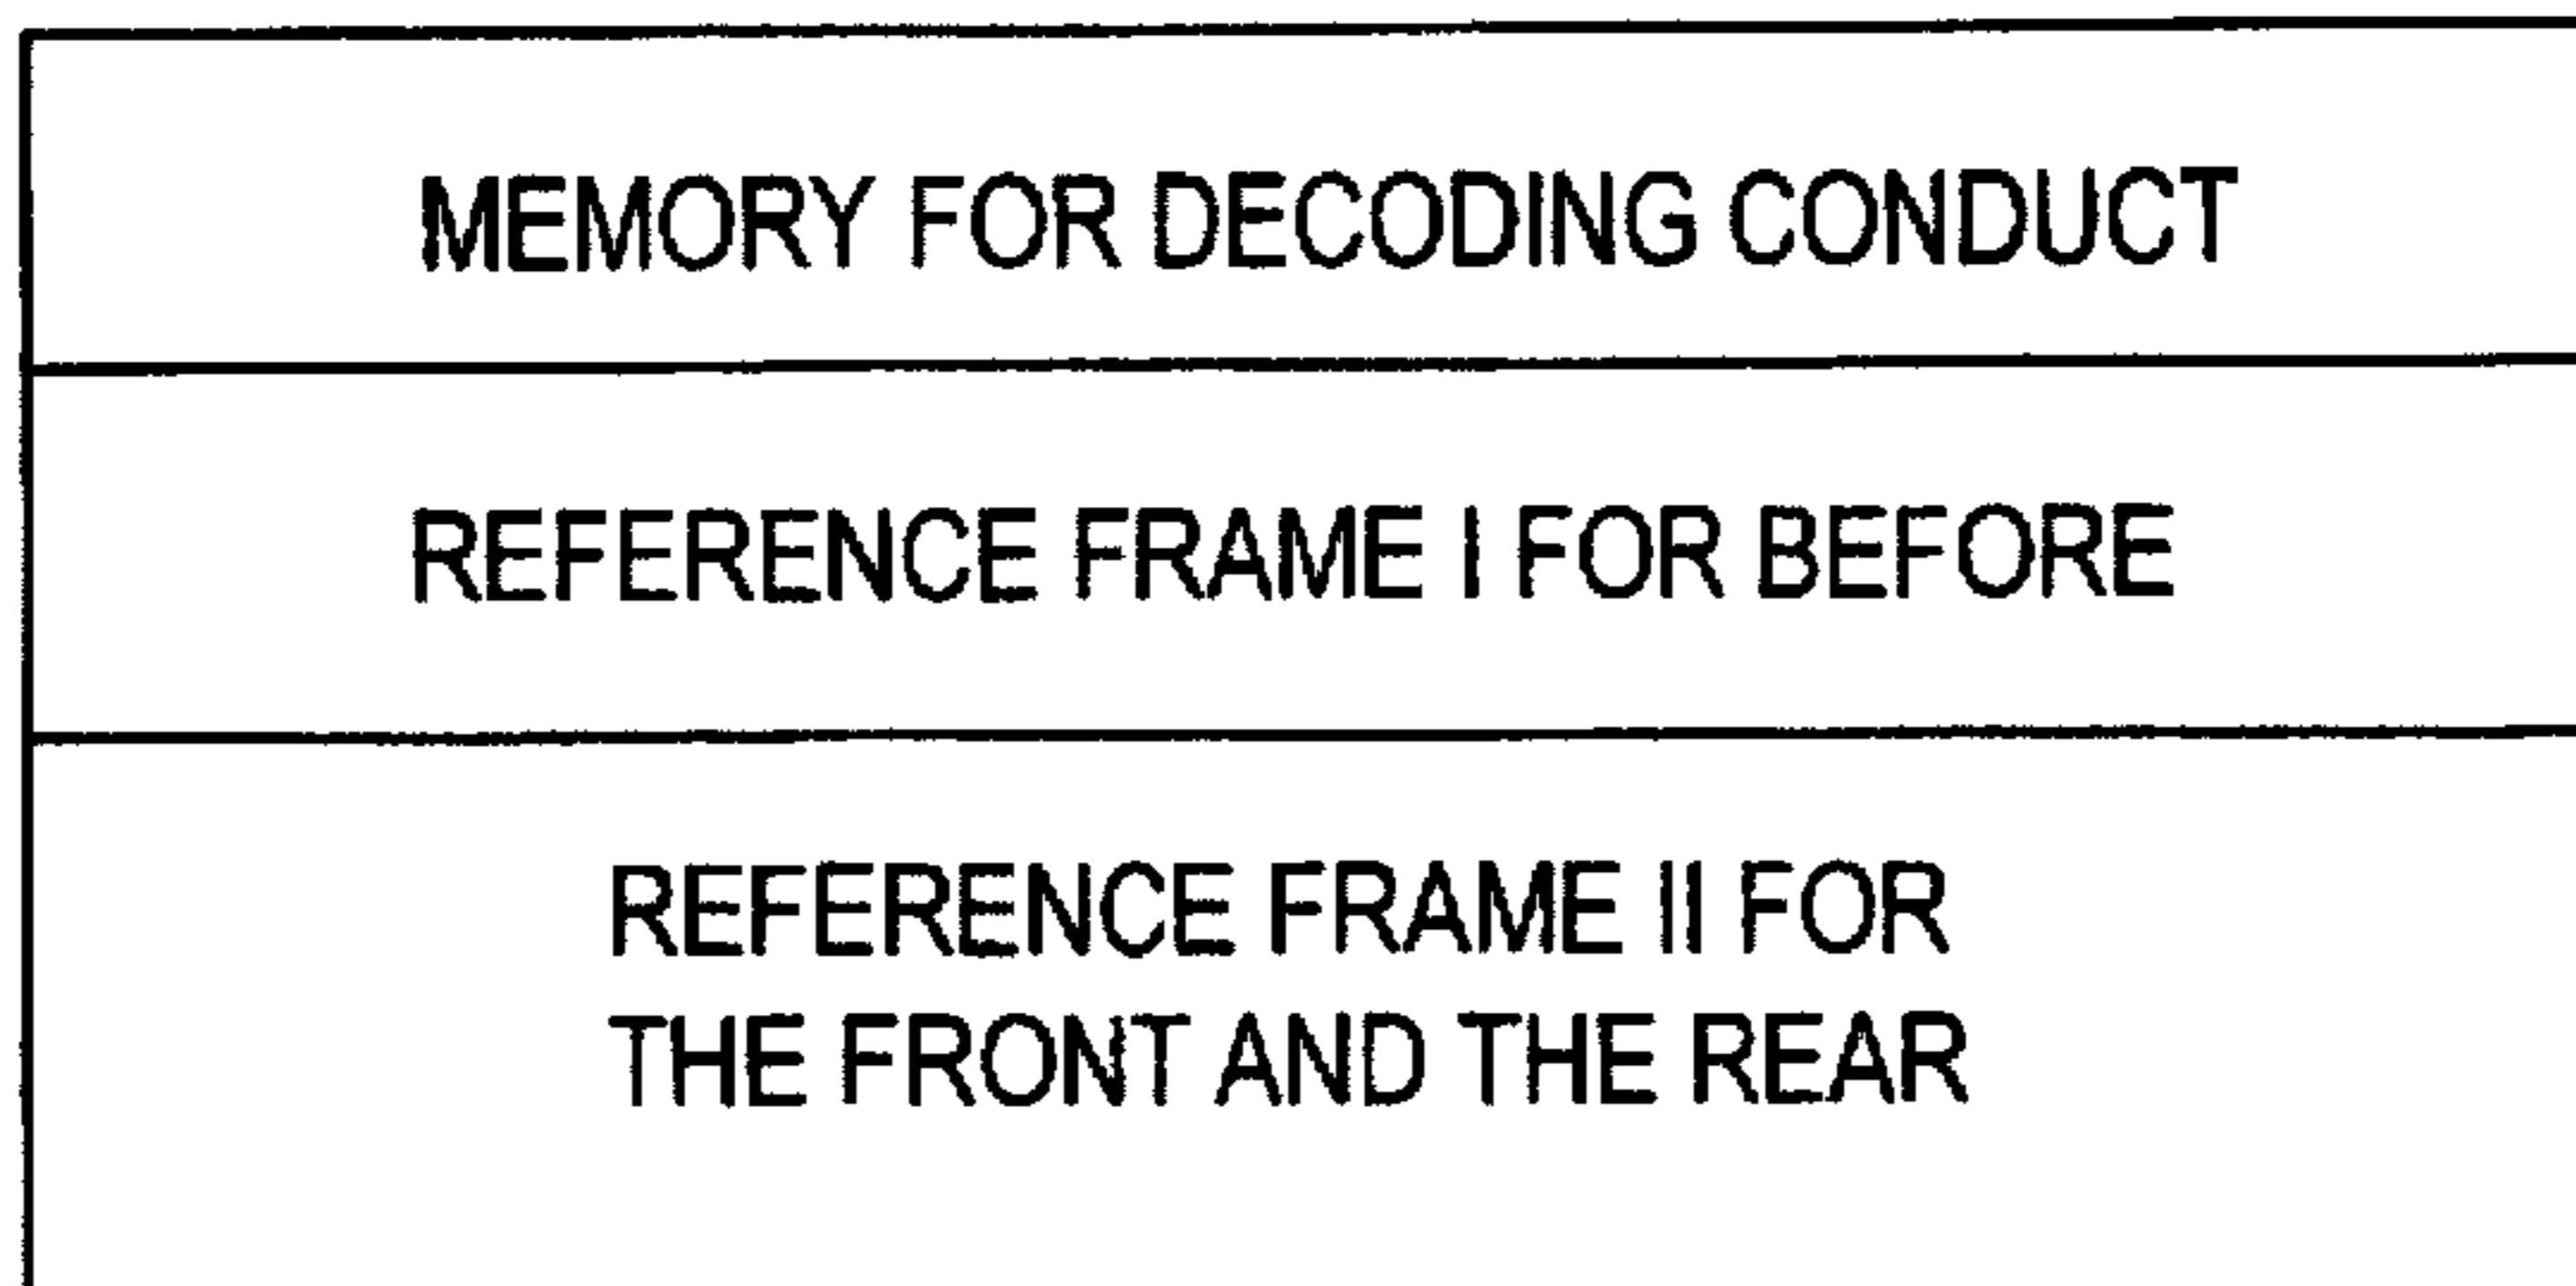 MEMORY FOR DECODING CONDUCT
REFERENCE FRAME I FOR BEFORE
REFERENCE FRAME II FOR
THE FRONT AND THE REAR